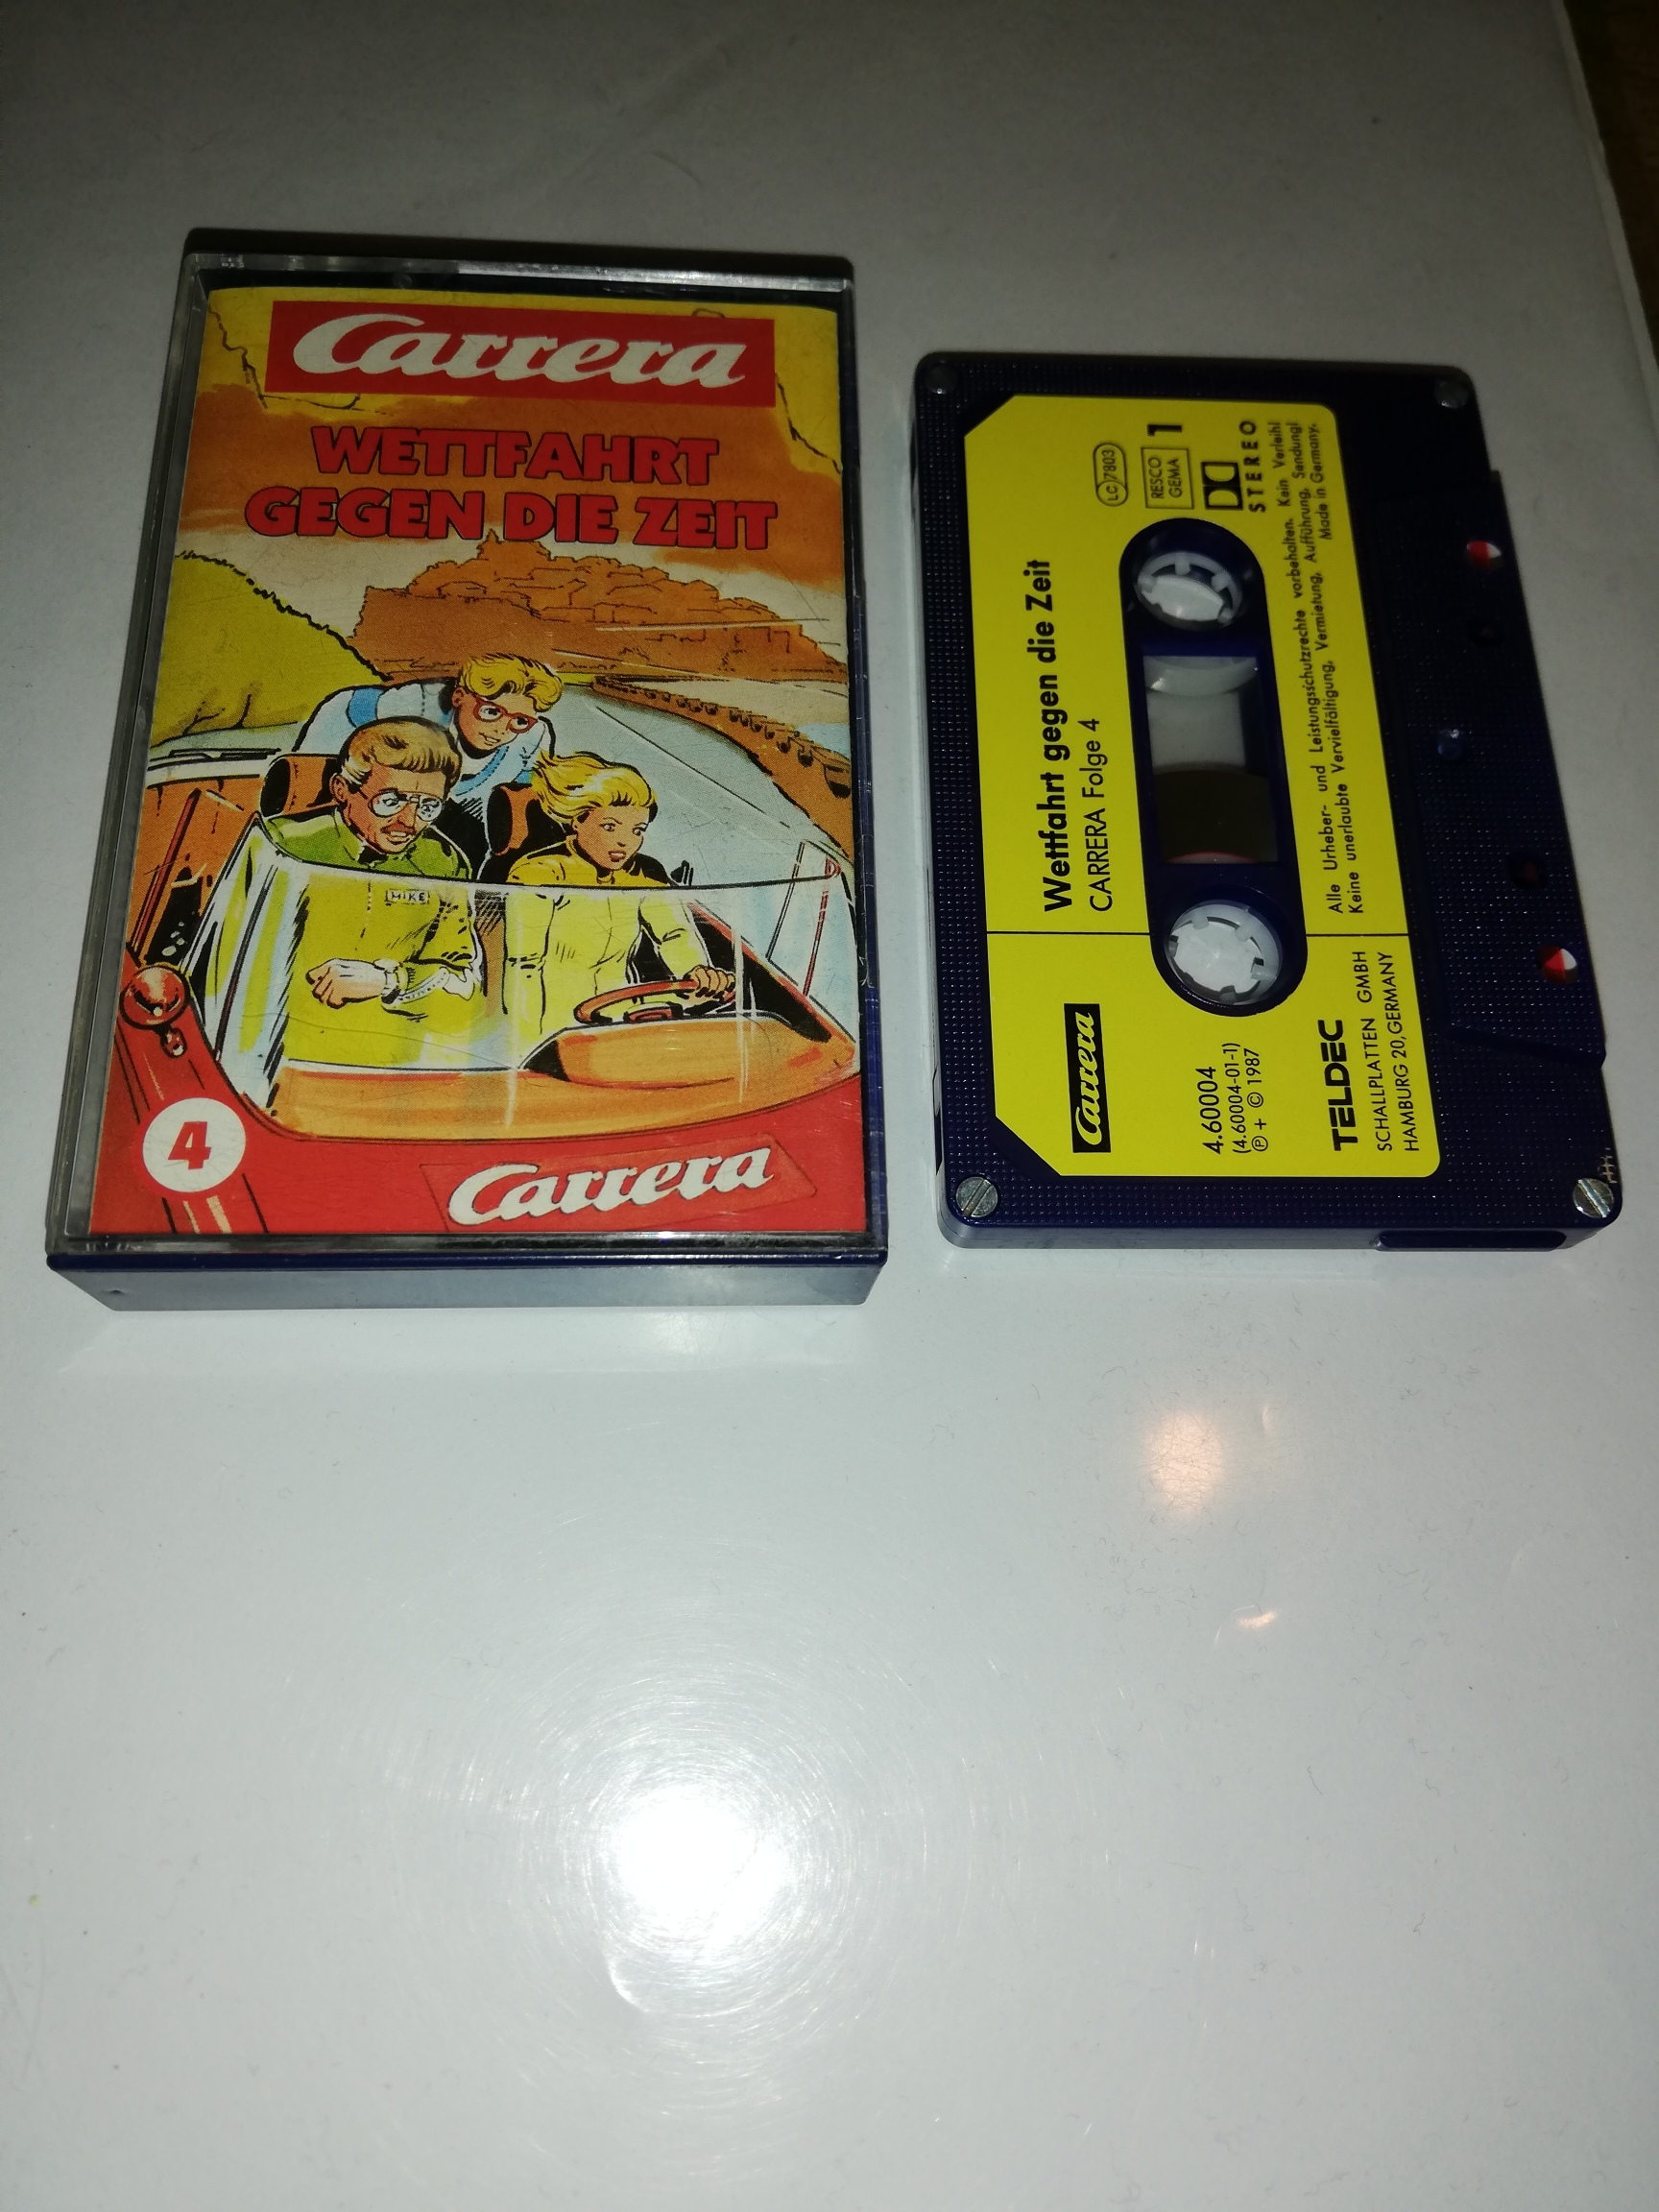 Carrera
WETTFAHRT
GEGEN DIE ZEIT
MIKE
4
Carrera
Wettfahrt gegen die Zeit
CARRERA Folge 4
LC 7803
RESCO
GEMA
1
STEREO
Alle Urheber- und Leistungsschutzrechte vorbehalten. Kein Verleih!
Keine unerlaubte Vervielfältigung, Vermietung, Aufführung, Sendung!
Made in Germany.
Carrera
4.60004
(4.60004-01-1)
Ⓟ + © 1987
TELDEC
SCHALLPLATTEN GMBH
HAMBURG 20, GERMANY